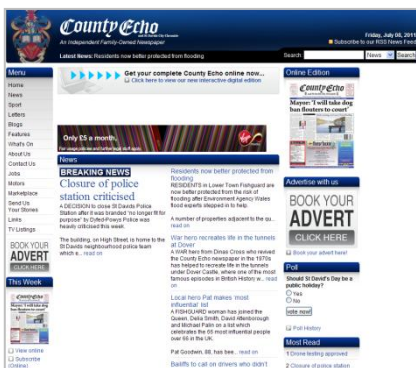 County Echo
An Independent Family-Owned Newspaper
Friday, July 08, 2011
Subscribe to our RSS News Feed
Latest News: Residents now better protected from flooding
Search:
News
Search
Menu
Home
News
Sport
Letters
Blogs
Features
What's On
About Us
Contact Us
Jobs
Motors
Marketplace
Send Us
Your Stories
Links
TV Listings
BOOK YOUR
ADVERT
CLICK HERE
This Week
County Echo
View online
Subscribe
(Online)
Get your complete County Echo online now...
Click here to view our new interactive digital edition
Only £5 a month.
News
BREAKING NEWS
Closure of police
station criticised
A DECISION to close St Davids Police
Station after it was branded 'no longer fit for
purpose' by Dyfed-Powys Police was
heavily criticised this week.
The building, on High Street, is home to the
St Davids neighbourhood police team
which e... read on
Residents now better protected from
flooding
RESIDENTS in Lower Town Fishguard are
now better protected from the risk of
flooding after Environment Agency Wales
flood experts stepped in to help.
A number of properties adjacent to the qu...
read on
War hero recreates life in the tunnels
at Dover
A WAR hero from Dinas Cross who revived
the County Echo newspaper in the 1970s
has helped to recreate life in the tunnels
under Dover Castle, where one of the most
famous episodes in British History w... read
on
Local hero Pat makes 'most
influential' list
A FISHGUARD woman has joined the
Queen, Delia Smith, David Attenborough
and Michael Palin on a list which
celebrates the 65 most influential people
over 65 in the UK.
Pat Goodwin, 88, has bee... read on
Bailiffs to call on drivers who didn't
Online Edition
County Echo
Mayor: 'I will take dog
ban flouters to court'
Advertise with us
BOOK YOUR
ADVERT
CLICK HERE
Book your advert here!
Poll
Should St David's Day be a
public holiday?
Yes
No
vote now!
Poll History
Most Read
1 Drone testing approved
2 Closure of police station